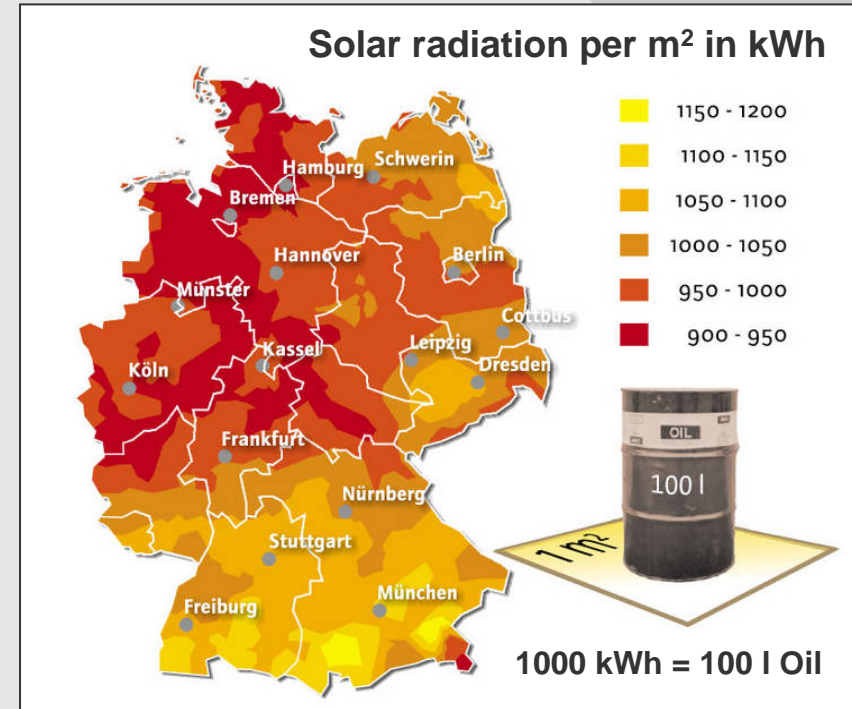 Solar radiation per m² in kWh
1150 - 1200
1100 - 1150
1050 - 1100
1000 - 1050
950 - 1000
900 - 950
Hamburg
Schwerin
Bremen
Hannover
Berlin
Münster
Cottbus
Kassel
Leipzig
Köln
Dresden
Frankfurt
Nürnberg
Stuttgart
München
Freiburg
OIL
100 l
1 m²
1000 kWh = 100 l Oil